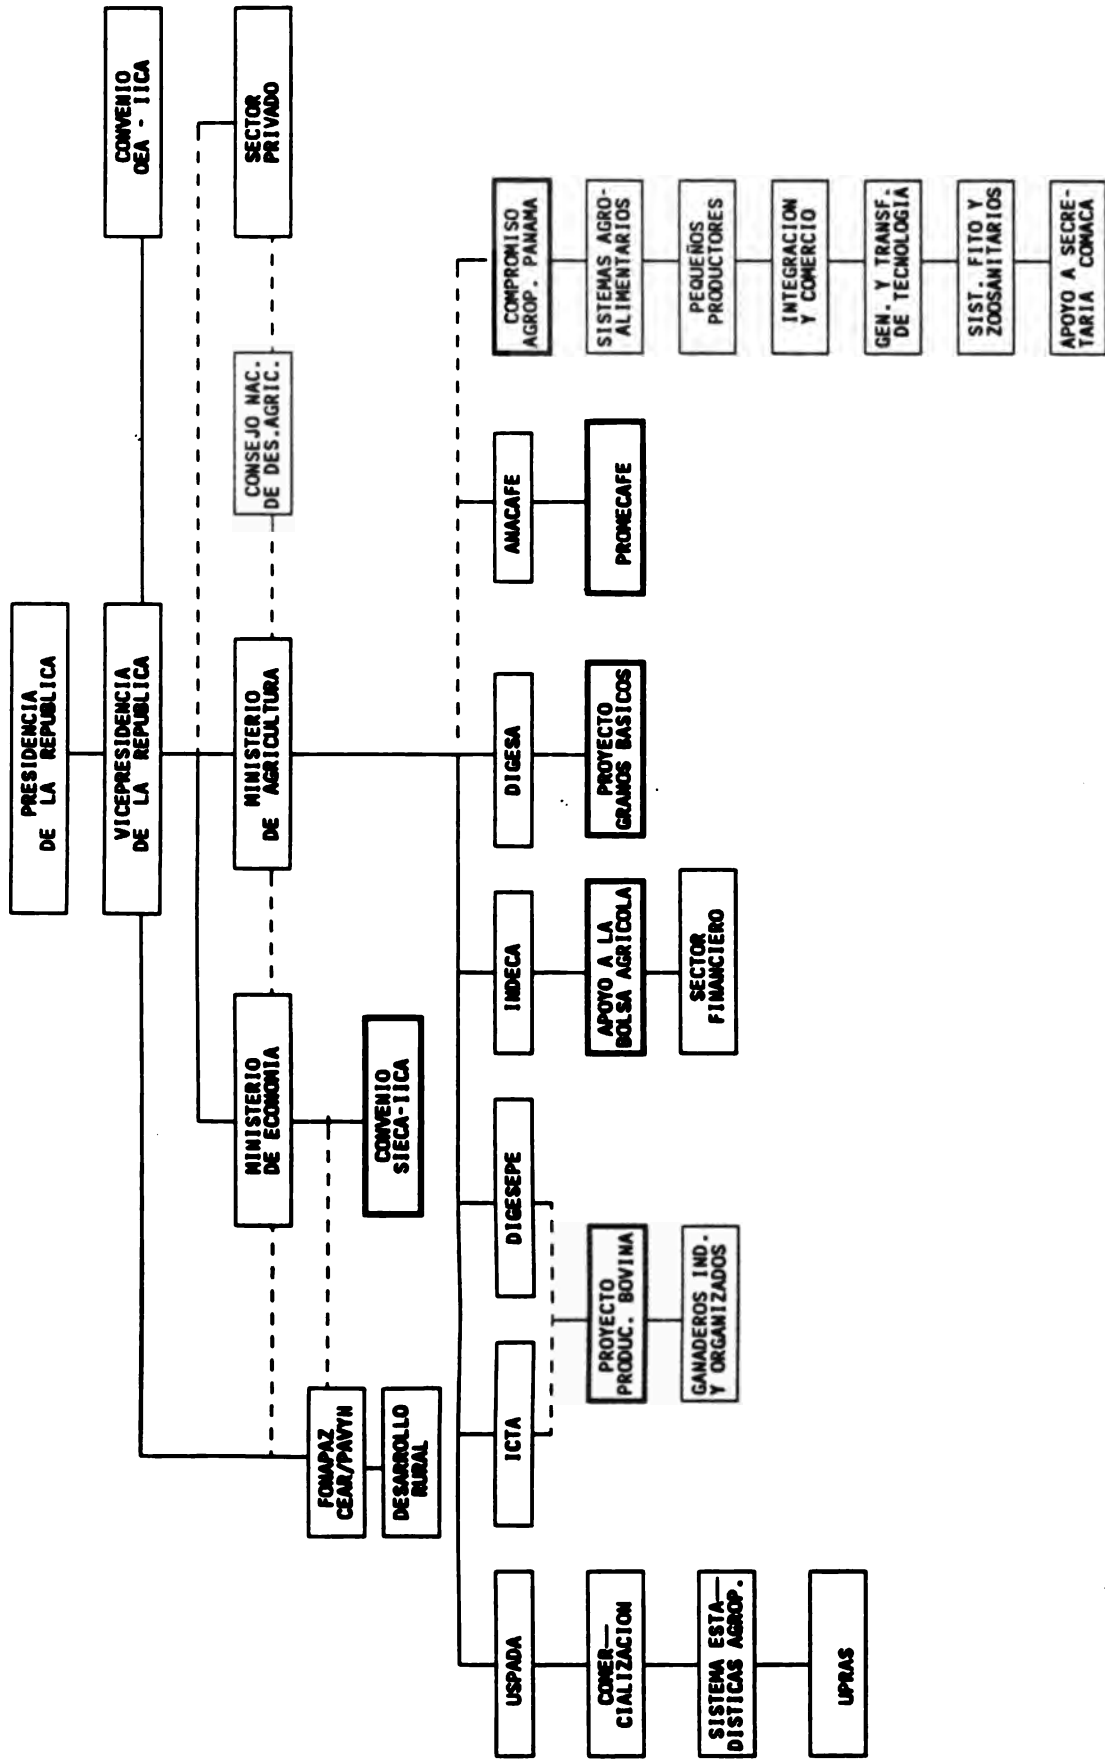 PRESIDENCIA
DE LA REPUBLICA
VICEPRESIDENCIA
DE LA REPUBLICA
CONVENIO
OEA - IICA
MINISTERIO
DE ECONOMIA
MINISTERIO
DE AGRICULTURA
CONSEJO NAC.
DE DES.AGRIC.
SECTOR
PRIVADO
FONAPAZ
CEAR/PAVYN
DESARROLLO
RURAL
CONVENIO
SIECA-IICA
USPADA
COMER—
CIALIZACION
SISTEMA ESTA—
DISTICAS AGROP.
UPRAS
ICTA
DIGESEPE
PROYECTO
PRODUC. BOVINA
GANADEROS IND.
Y ORGANIZADOS
INDECA
APOYO A LA
BOLSA AGRICOLA
SECTOR
FINANCIERO
DIGESA
PROYECTO
GRANOS BASICOS
ANACAFE
PROMECAFE
COMPROMISO
AGROP. PANAMA
SISTEMAS AGRO-
ALIMENTARIOS
PEQUEÑOS
PRODUCTORES
INTEGRACION
Y COMERCIO
GEN. Y TRANSF.
DE TECNOLOGIA
SIST. FITO Y
ZOOSANITARIOS
APOYO A SECRE-
TARIA COMACA